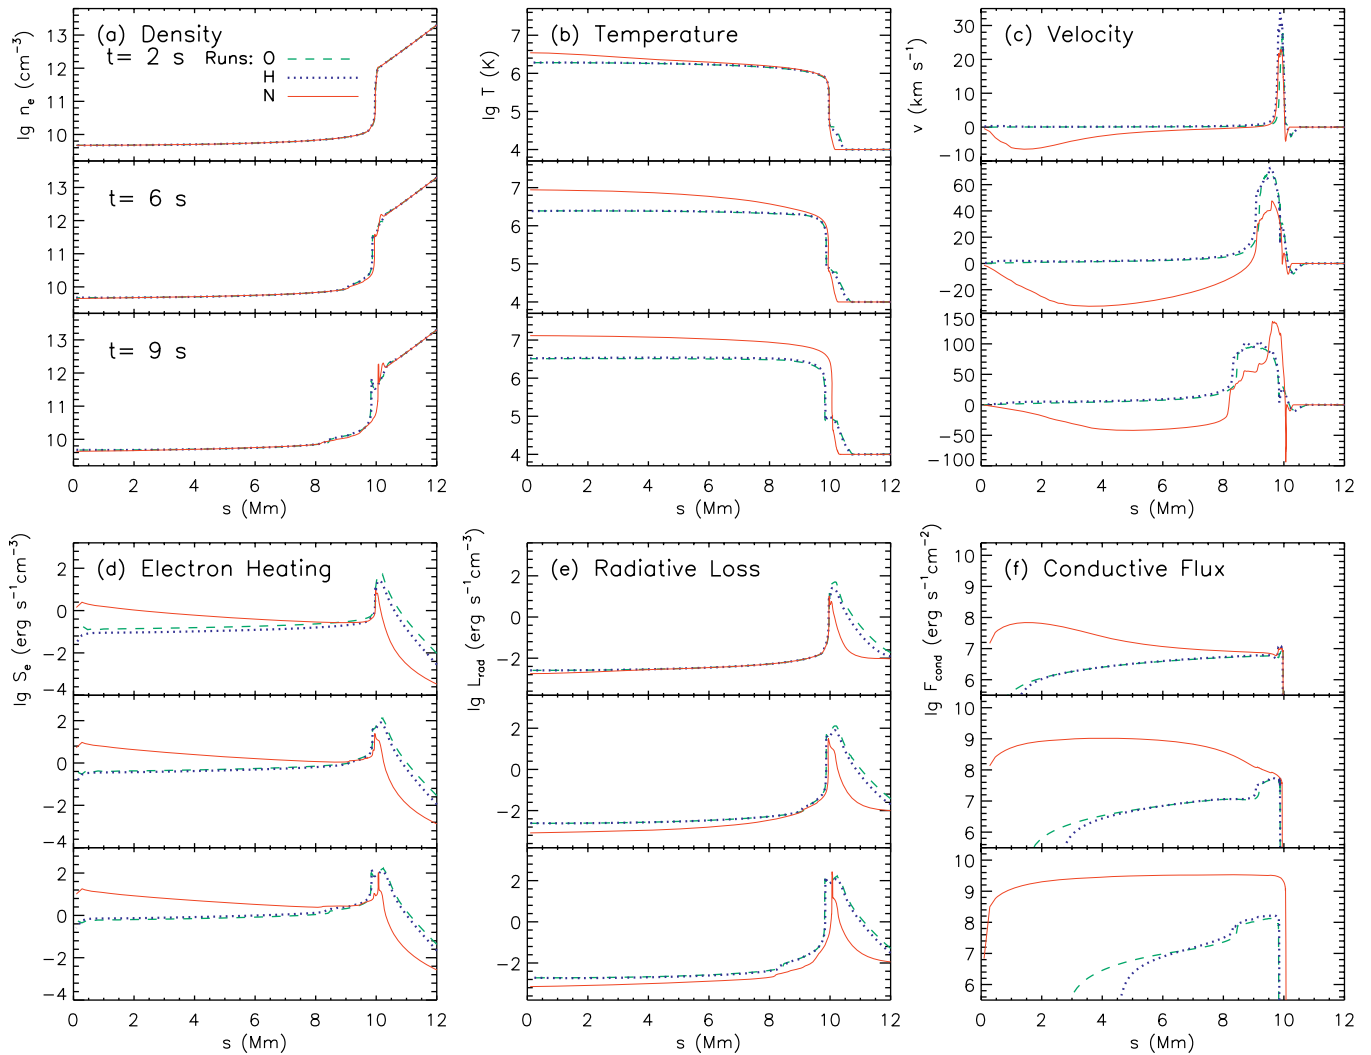 (a) Density
t= 2 s Runs: O
H
N
lg nₑ (cm⁻³)
13
12
11
10
t= 6 s
13
12
11
10
t= 9 s
13
12
11
10
0 2 4 6 8 10 12
s (Mm)
(b) Temperature
lg T (K)
7
6
5
4
7
6
5
4
7
6
5
4
0 2 4 6 8 10 12
s (Mm)
(c) Velocity
v (km s⁻¹)
30
20
10
0
-10
60
40
20
0
-20
150
100
50
0
-50
-100
0 2 4 6 8 10 12
s (Mm)
(d) Electron Heating
lg Sₑ (erg s⁻¹cm⁻³)
2
0
-2
-4
2
0
-2
-4
2
0
-2
-4
0 2 4 6 8 10 12
s (Mm)
(e) Radiative Loss
lg L_rad (erg s⁻¹cm⁻³)
2
0
-2
2
0
-2
2
0
-2
0 2 4 6 8 10 12
s (Mm)
(f) Conductive Flux
lg F_cond (erg s⁻¹cm⁻²)
10
9
8
7
6
10
9
8
7
6
10
9
8
7
6
0 2 4 6 8 10 12
s (Mm)